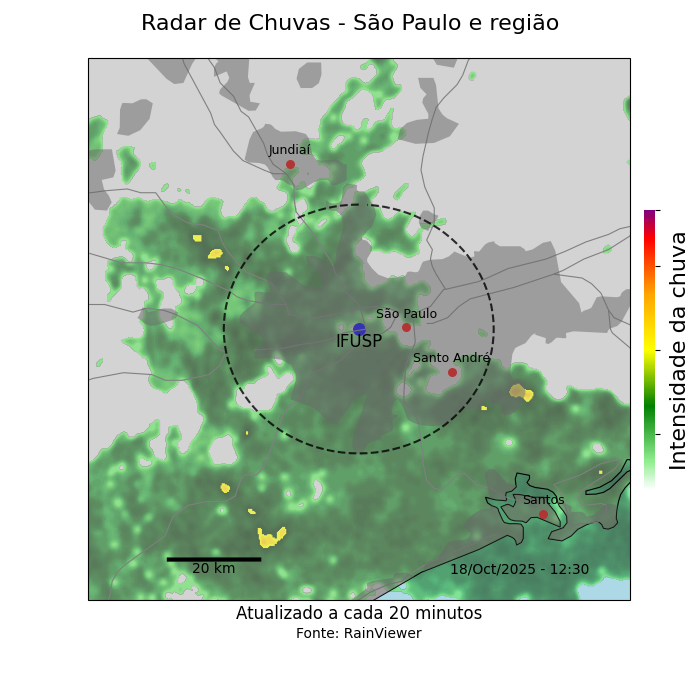 Radar de Chuvas - São Paulo e região
Jundiaí
São Paulo
IFUSP
Santo André
Intensidade da chuva
Santos
20 km
18/Oct/2025 - 12:30
Atualizado a cada 20 minutos
Fonte: RainViewer